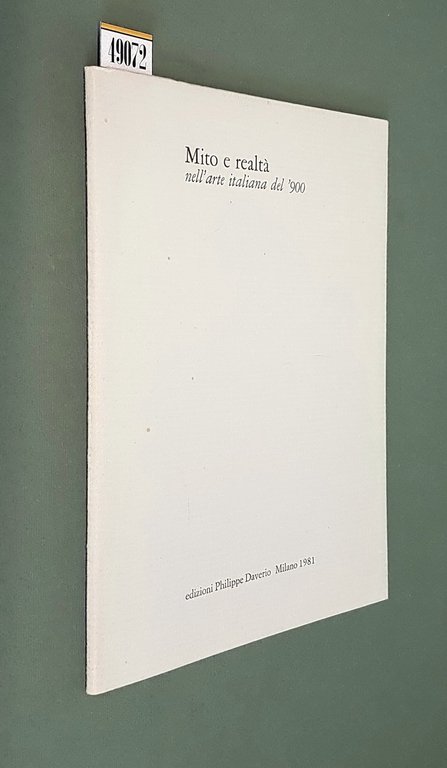 49072
Mito e realtà
nell'arte italiana del '900
edizioni Philippe Daverio Milano 1981